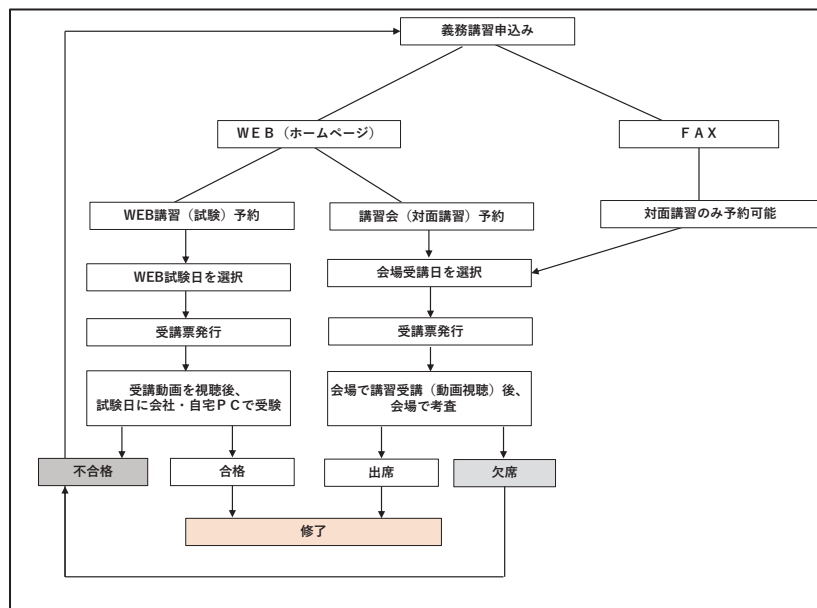 義務講習申込み
ＷＥＢ（ホームページ）
ＦＡＸ
WEB講習（試験）予約
講習会（対面講習）予約
対面講習のみ予約可能
WEB試験日を選択
会場受講日を選択
受講票発行
受講票発行
受講動画を視聴後、
試験日に会社・自宅ＰＣで受験
会場で講習受講（動画視聴）後、
会場で考査
不合格
合格
出席
欠席
修了